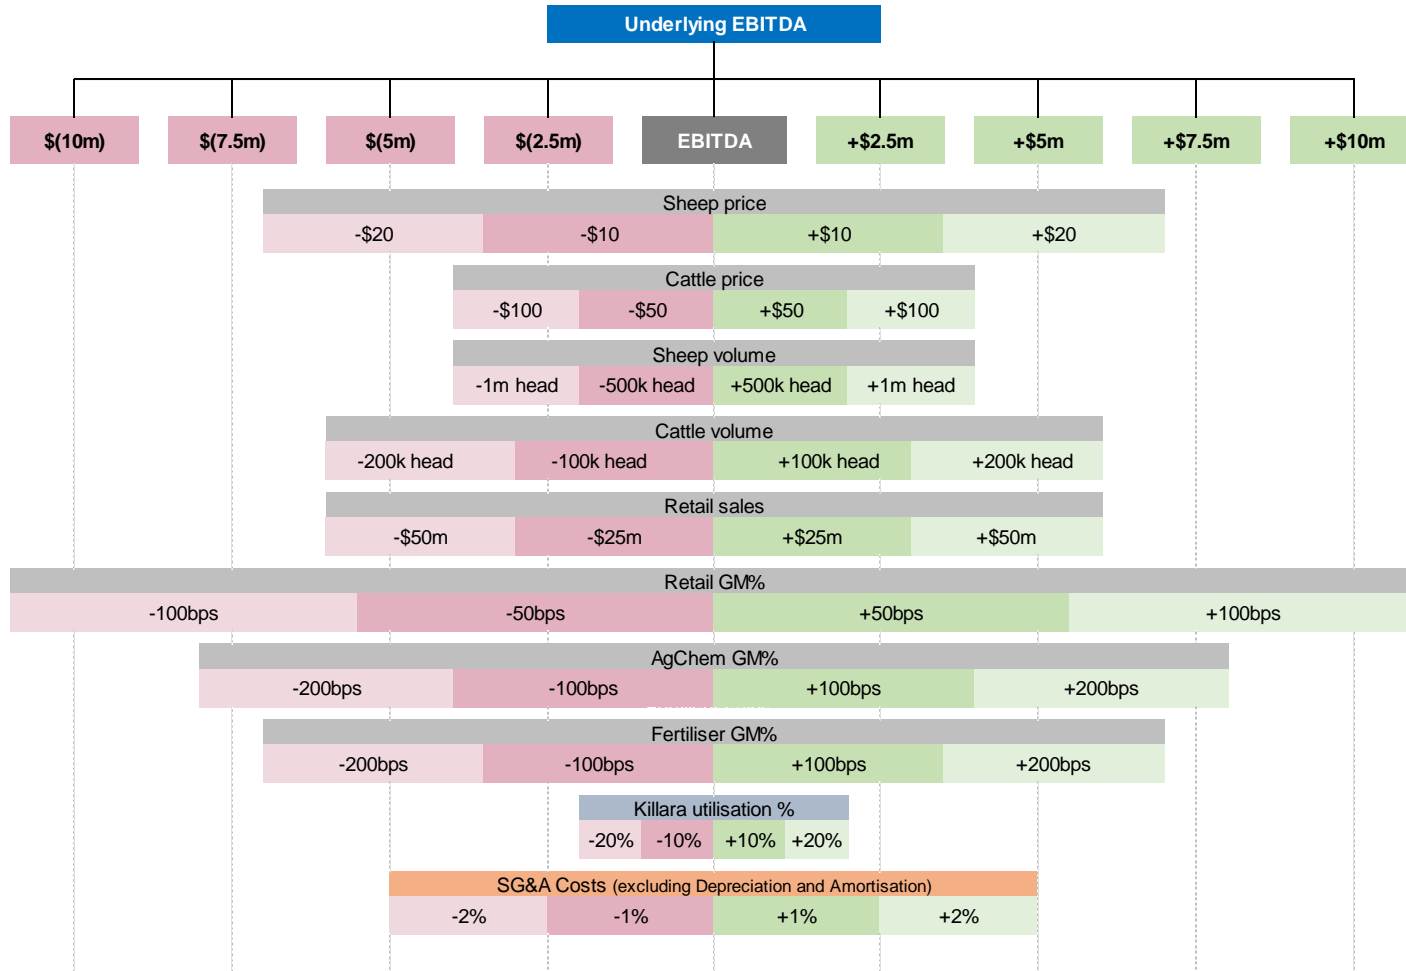 Underlying EBITDA
$(10m) $(7.5m) $(5m) $(2.5m) EBITDA +$2.5m +$5m +$7.5m +$10m
Sheep price
-$20 -$10 +$10 +$20
Cattle price
-$100 -$50 +$50 +$100
Sheep volume
-1m head -500k head +500k head +1m head
Cattle volume
-200k head -100k head +100k head +200k head
Retail sales
-$50m -$25m +$25m +$50m
Retail GM%
-100bps -50bps +50bps +100bps
AgChem GM%
-200bps -100bps +100bps +200bps
Fertiliser GM%
-200bps -100bps +100bps +200bps
Killara utilisation %
-20% -10% +10% +20%
SG&A Costs (excluding Depreciation and Amortisation)
-2% -1% +1% +2%